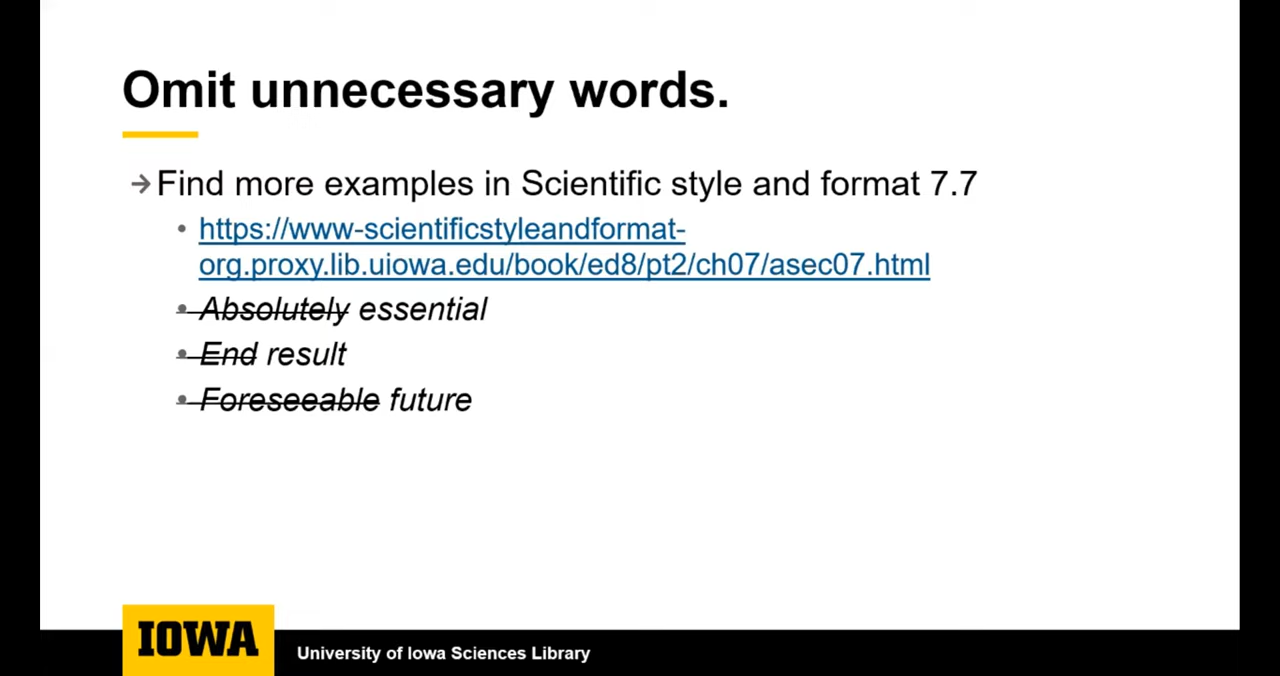 Omit unnecessary words.
Find more examples in Scientific style and format 7.7
https://www-scientificstyleandformat-
org.proxy.lib.uiowa.edu/book/ed8/pt2/ch07/asec07.html
Absolutely essential
End result
Foreseeable future
IOWA
University of Iowa Sciences Library